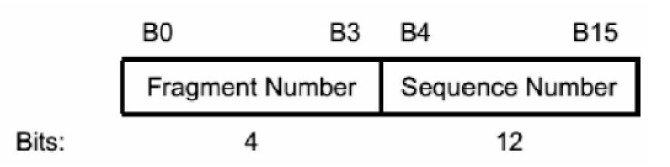 B0 B3 B4 B15
Fragment Number Sequence Number
Bits: 4 12